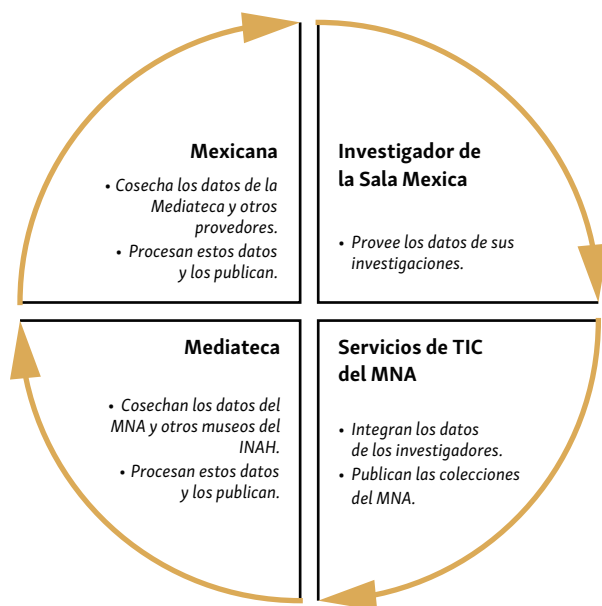 Mexicana
• Cosecha los datos de la
Mediateca y otros
provedores.
• Procesan estos datos
y los publican.
Investigador de
la Sala Mexica
• Provee los datos de sus
investigaciones.
Mediateca
• Cosechan los datos del
MNA y otros museos del
INAH.
• Procesan estos datos
y los publican.
Servicios de TIC
del MNA
• Integran los datos
de los investigadores.
• Publican las colecciones
del MNA.